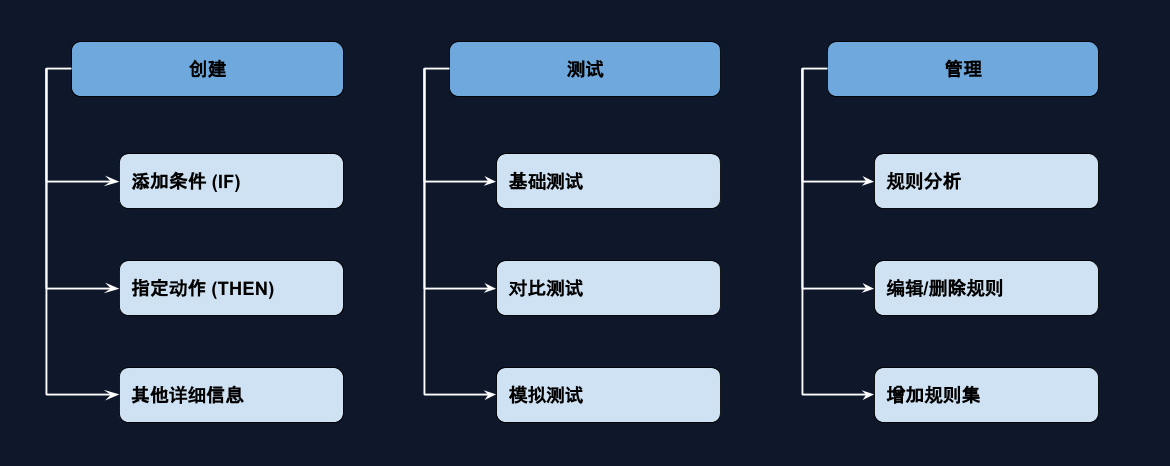 创建
添加条件 (IF)
指定动作 (THEN)
其他详细信息
测试
基础测试
对比测试
模拟测试
管理
规则分析
编辑/删除规则
增加规则集